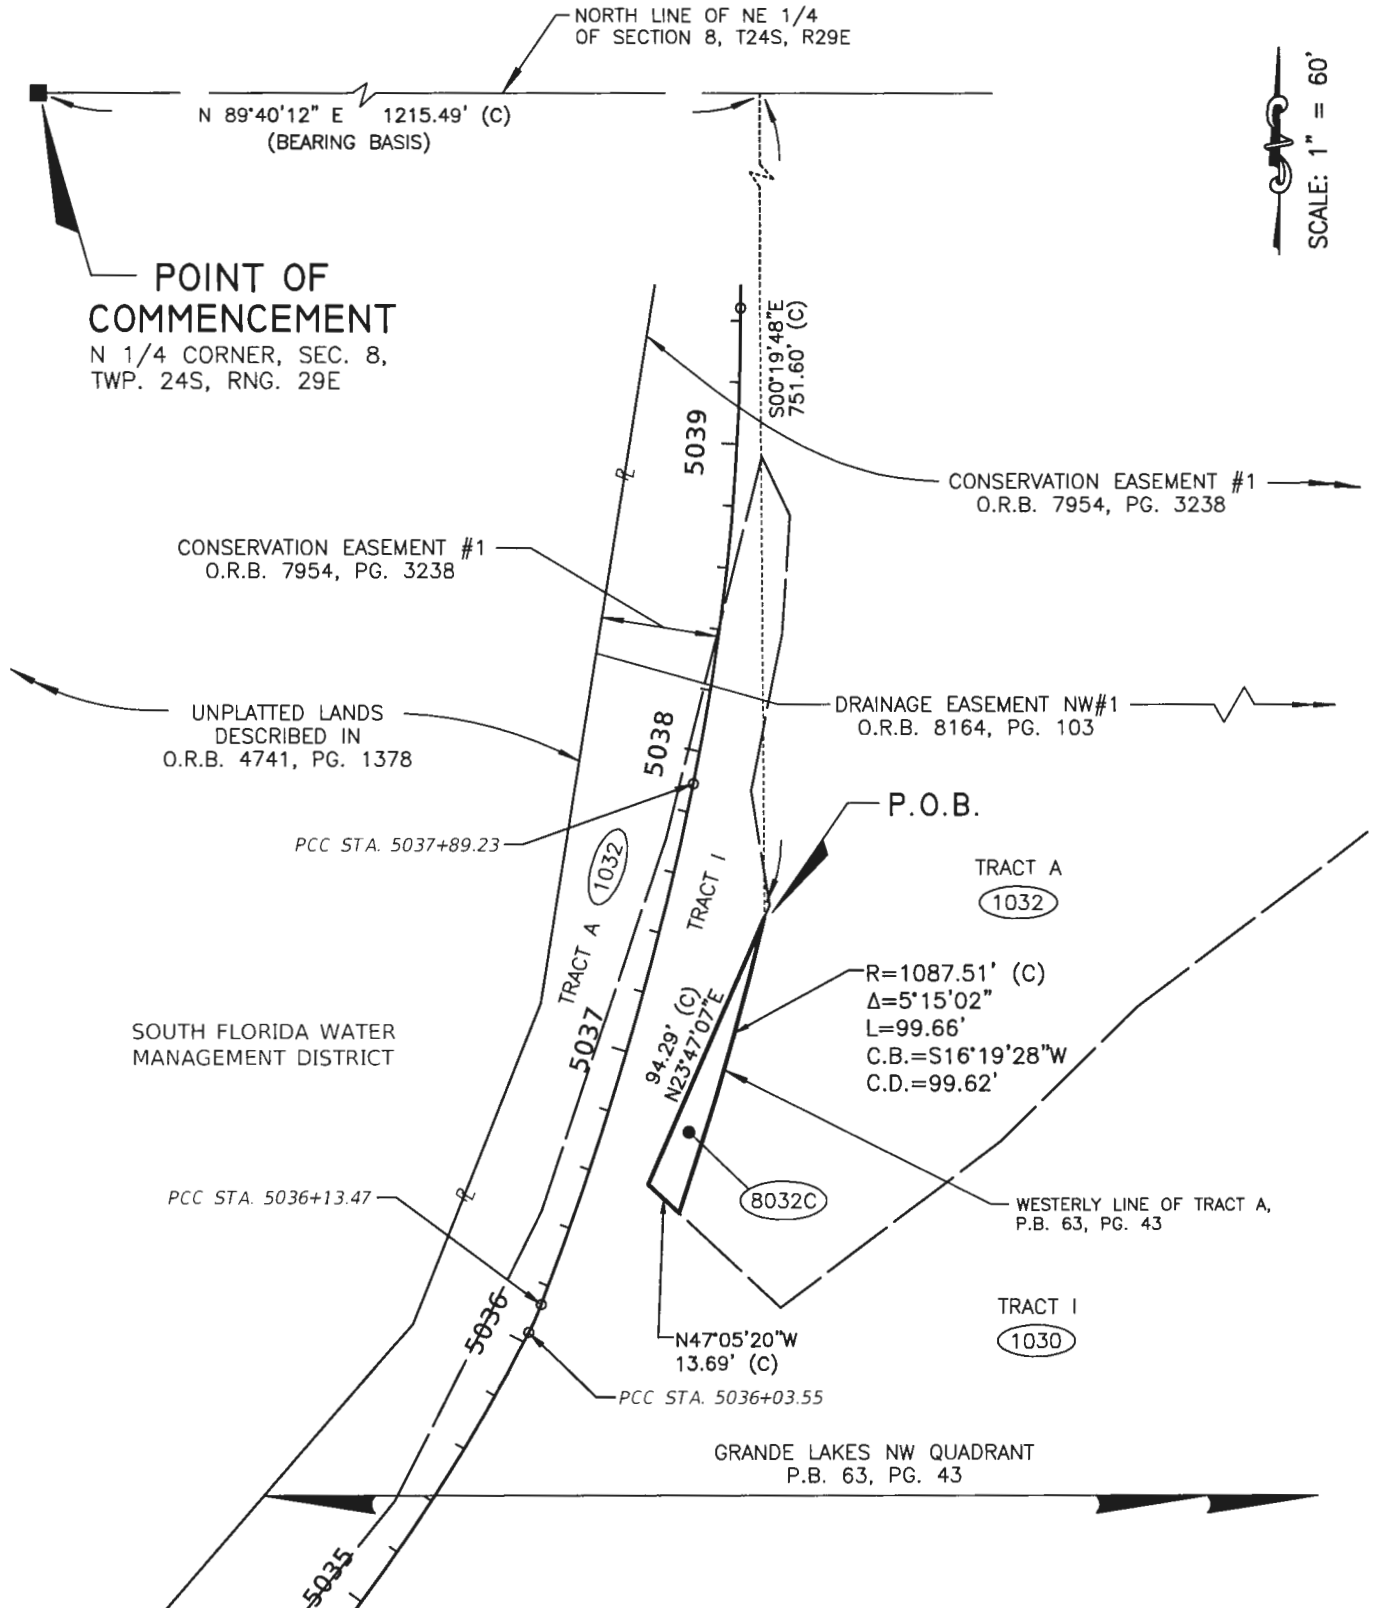 NORTH LINE OF NE 1/4
OF SECTION 8, T24S, R29E
N 89°40'12" E 1215.49' (C)
(BEARING BASIS)
SCALE: 1" = 60'
POINT OF
COMMENCEMENT
N 1/4 CORNER, SEC. 8,
TWP. 24S, RNG. 29E
S00°19'48"E
751.60' (C)
5039
℞
CONSERVATION EASEMENT #1
O.R.B. 7954, PG. 3238
CONSERVATION EASEMENT #1
O.R.B. 7954, PG. 3238
UNPLATTED LANDS
DESCRIBED IN
O.R.B. 4741, PG. 1378
DRAINAGE EASEMENT NW#1
O.R.B. 8164, PG. 103
5038
P.O.B.
PCC STA. 5037+89.23
1032
TRACT I
TRACT A
1032
TRACT A
R=1087.51' (C)
Δ=5°15'02"
L=99.66'
C.B.=S16°19'28"W
C.D.=99.62'
94.29' (C)
N23°47'07"E
5037
SOUTH FLORIDA WATER
MANAGEMENT DISTRICT
℞
PCC STA. 5036+13.47
8032C
WESTERLY LINE OF TRACT A,
P.B. 63, PG. 43
5036
TRACT I
1030
N47°05'20"W
13.69' (C)
PCC STA. 5036+03.55
GRANDE LAKES NW QUADRANT
P.B. 63, PG. 43
5035